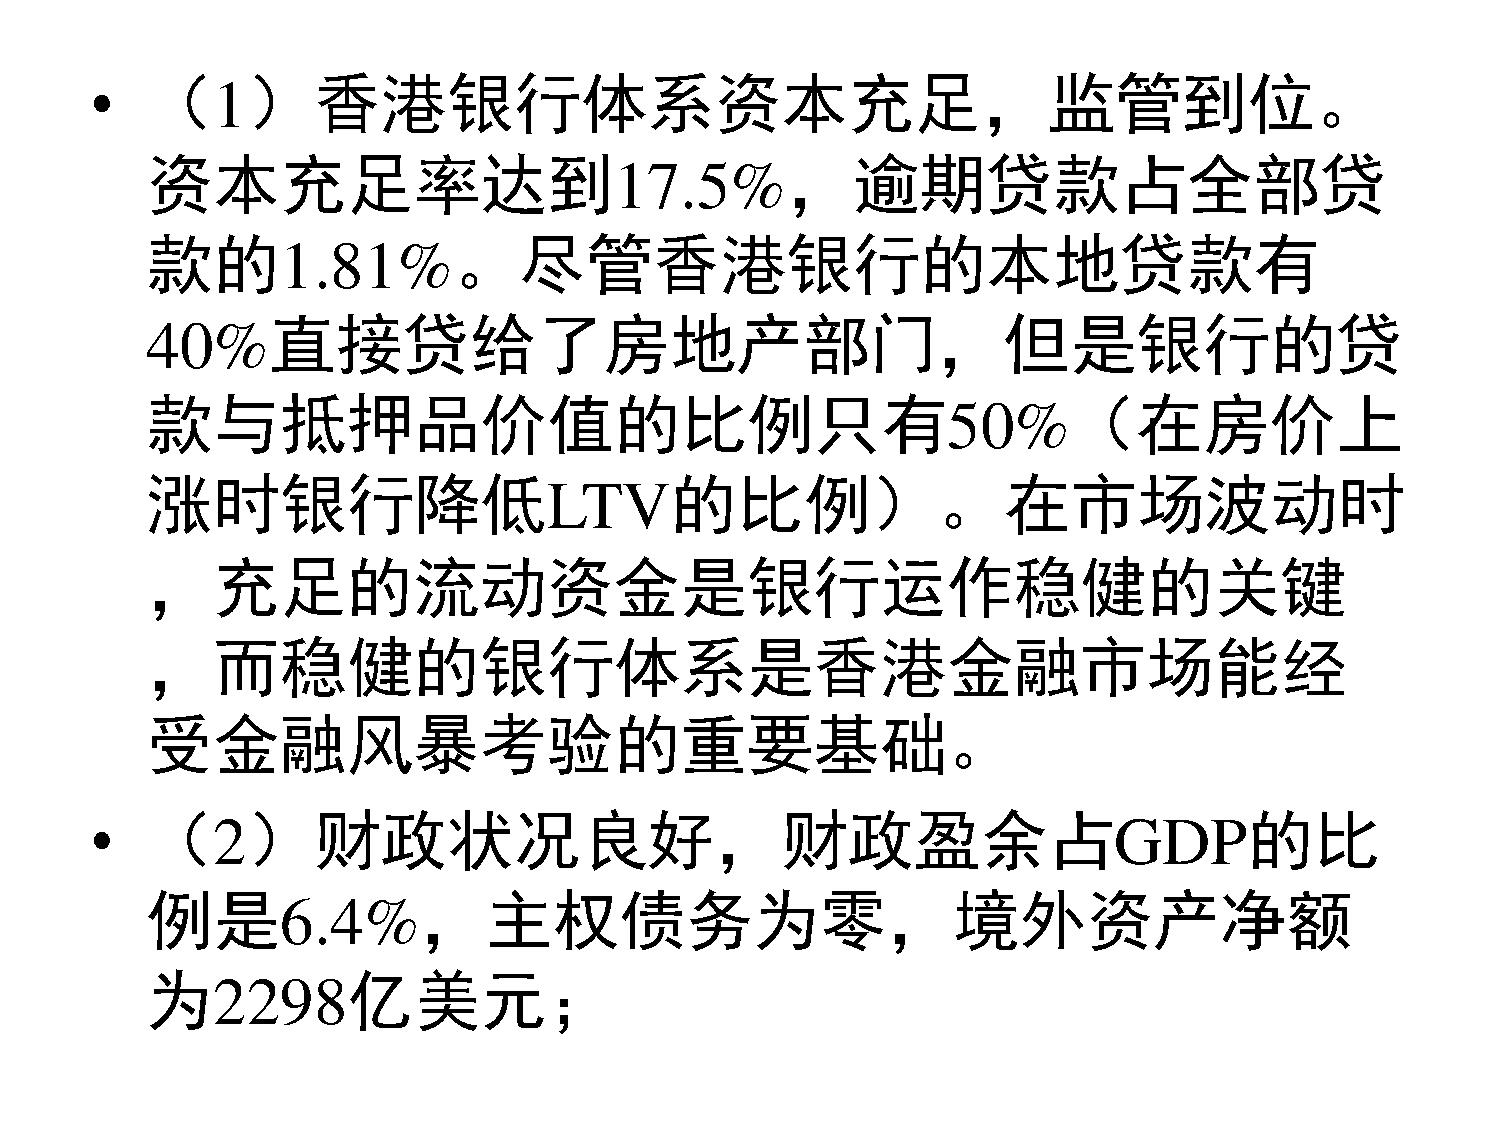 • （1）香港银行体系资本充足，监管到位。
资本充足率达到17.5%，逾期贷款占全部贷
款的1.81%。尽管香港银行的本地贷款有
40%直接贷给了房地产部门，但是银行的贷
款与抵押品价值的比例只有50%（在房价上
涨时银行降低LTV的比例）。在市场波动时
，充足的流动资金是银行运作稳健的关键
，而稳健的银行体系是香港金融市场能经
受金融风暴考验的重要基础。
• （2）财政状况良好，财政盈余占GDP的比
例是6.4%，主权债务为零，境外资产净额
为2298亿美元；